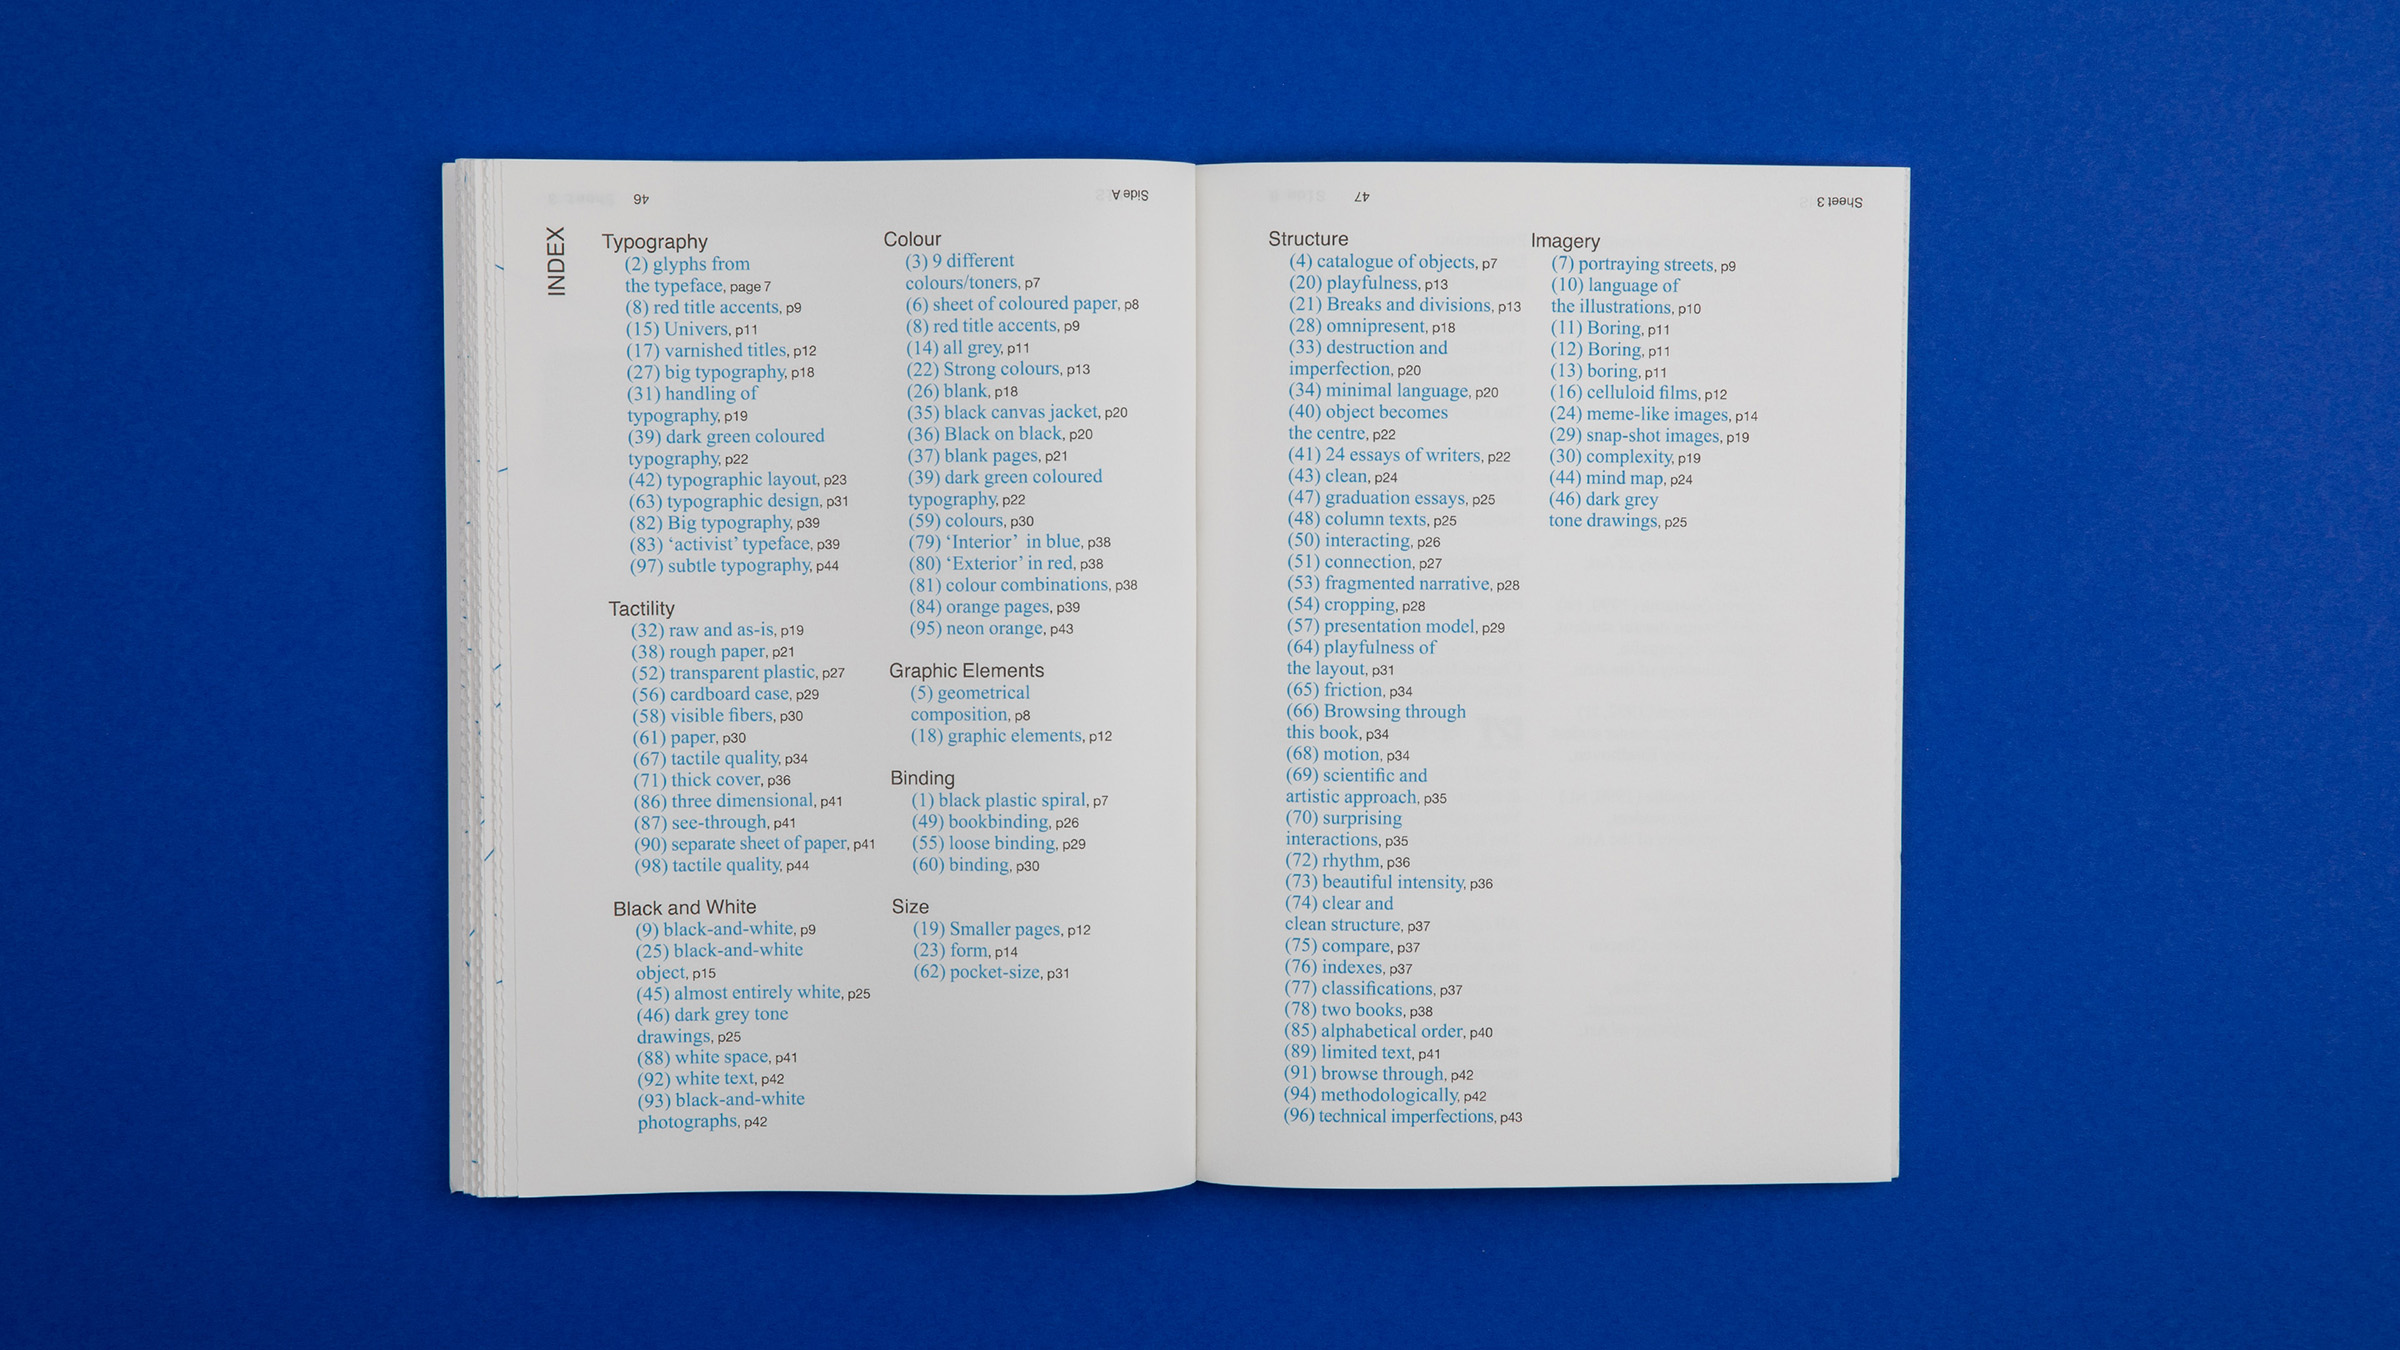 46
Side A
INDEX
Typography
(2) glyphs from
the typeface, page 7
(8) red title accents, p9
(15) Univers, p11
(17) varnished titles, p12
(27) big typography, p18
(31) handling of
typography, p19
(39) dark green coloured
typography, p22
(42) typographic layout, p23
(63) typographic design, p31
(82) Big typography, p39
(83) ‘activist’ typeface, p39
(97) subtle typography, p44
Tactility
(32) raw and as-is, p19
(38) rough paper, p21
(52) transparent plastic, p27
(56) cardboard case, p29
(58) visible fibers, p30
(61) paper, p30
(67) tactile quality, p34
(71) thick cover, p36
(86) three dimensional, p41
(87) see-through, p41
(90) separate sheet of paper, p41
(98) tactile quality, p44
Black and White
(9) black-and-white, p9
(25) black-and-white
object, p15
(45) almost entirely white, p25
(46) dark grey tone
drawings, p25
(88) white space, p41
(92) white text, p42
(93) black-and-white
photographs, p42
Colour
(3) 9 different
colours/toners, p7
(6) sheet of coloured paper, p8
(8) red title accents, p9
(14) all grey, p11
(22) Strong colours, p13
(26) blank, p18
(35) black canvas jacket, p20
(36) Black on black, p20
(37) blank pages, p21
(39) dark green coloured
typography, p22
(59) colours, p30
(79) ‘Interior’ in blue, p38
(80) ‘Exterior’ in red, p38
(81) colour combinations, p38
(84) orange pages, p39
(95) neon orange, p43
Graphic Elements
(5) geometrical
composition, p8
(18) graphic elements, p12
Binding
(1) black plastic spiral, p7
(49) bookbinding, p26
(55) loose binding, p29
(60) binding, p30
Size
(19) Smaller pages, p12
(23) form, p14
(62) pocket-size, p31
47
Sheet 3
Structure
(4) catalogue of objects, p7
(20) playfulness, p13
(21) Breaks and divisions, p13
(28) omnipresent, p18
(33) destruction and
imperfection, p20
(34) minimal language, p20
(40) object becomes
the centre, p22
(41) 24 essays of writers, p22
(43) clean, p24
(47) graduation essays, p25
(48) column texts, p25
(50) interacting, p26
(51) connection, p27
(53) fragmented narrative, p28
(54) cropping, p28
(57) presentation model, p29
(64) playfulness of
the layout, p31
(65) friction, p34
(66) Browsing through
this book, p34
(68) motion, p34
(69) scientific and
artistic approach, p35
(70) surprising
interactions, p35
(72) rhythm, p36
(73) beautiful intensity, p36
(74) clear and
clean structure, p37
(75) compare, p37
(76) indexes, p37
(77) classifications, p37
(78) two books, p38
(85) alphabetical order, p40
(89) limited text, p41
(91) browse through, p42
(94) methodologically, p42
(96) technical imperfections, p43
Imagery
(7) portraying streets, p9
(10) language of
the illustrations, p10
(11) Boring, p11
(12) Boring, p11
(13) boring, p11
(16) celluloid films, p12
(24) meme-like images, p14
(29) snap-shot images, p19
(30) complexity, p19
(44) mind map, p24
(46) dark grey
tone drawings, p25